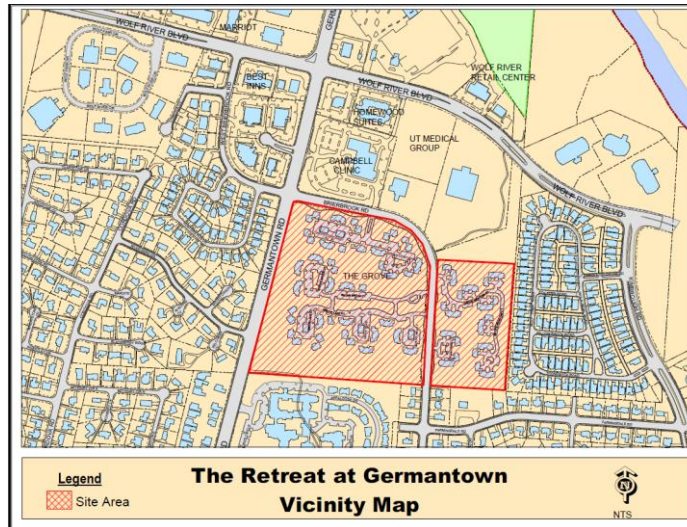 WOLF RIVER BLVD
MARRIOT
BEST
INNS
WOLF RIVER BLVD
WOLF RIVER
RETAIL CENTER
HOMEWOOD
SUITES
UT MEDICAL
GROUP
CAMPBELL
CLINIC
WOLF RIVER BLVD
BRIERBROOK RD
GERMANTOWN RD
THE GROVE
FARMINGDALE RD
Legend
Site Area
The Retreat at Germantown
Vicinity Map
N
NTS